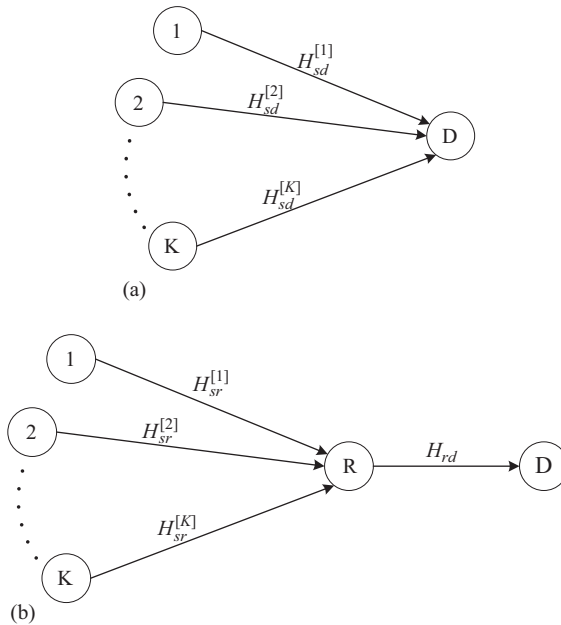 1
H_{sd}^{[1]}
2
H_{sd}^{[2]}
D
H_{sd}^{[K]}
K
(a)
1
H_{sr}^{[1]}
2
H_{sr}^{[2]}
R
H_{rd}
D
H_{sr}^{[K]}
K
(b)